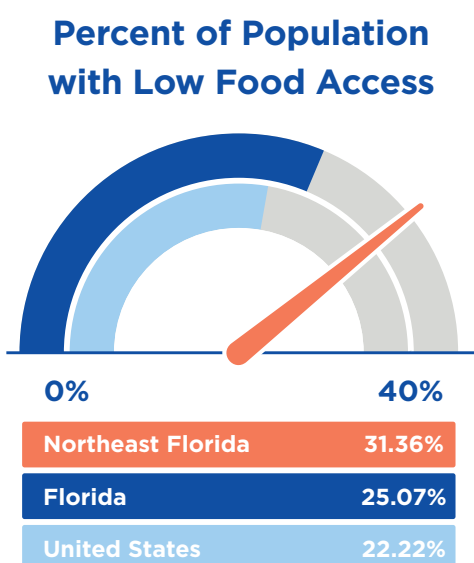 Percent of Population
with Low Food Access
0% 40%
Northeast Florida 31.36%
Florida 25.07%
United States 22.22%